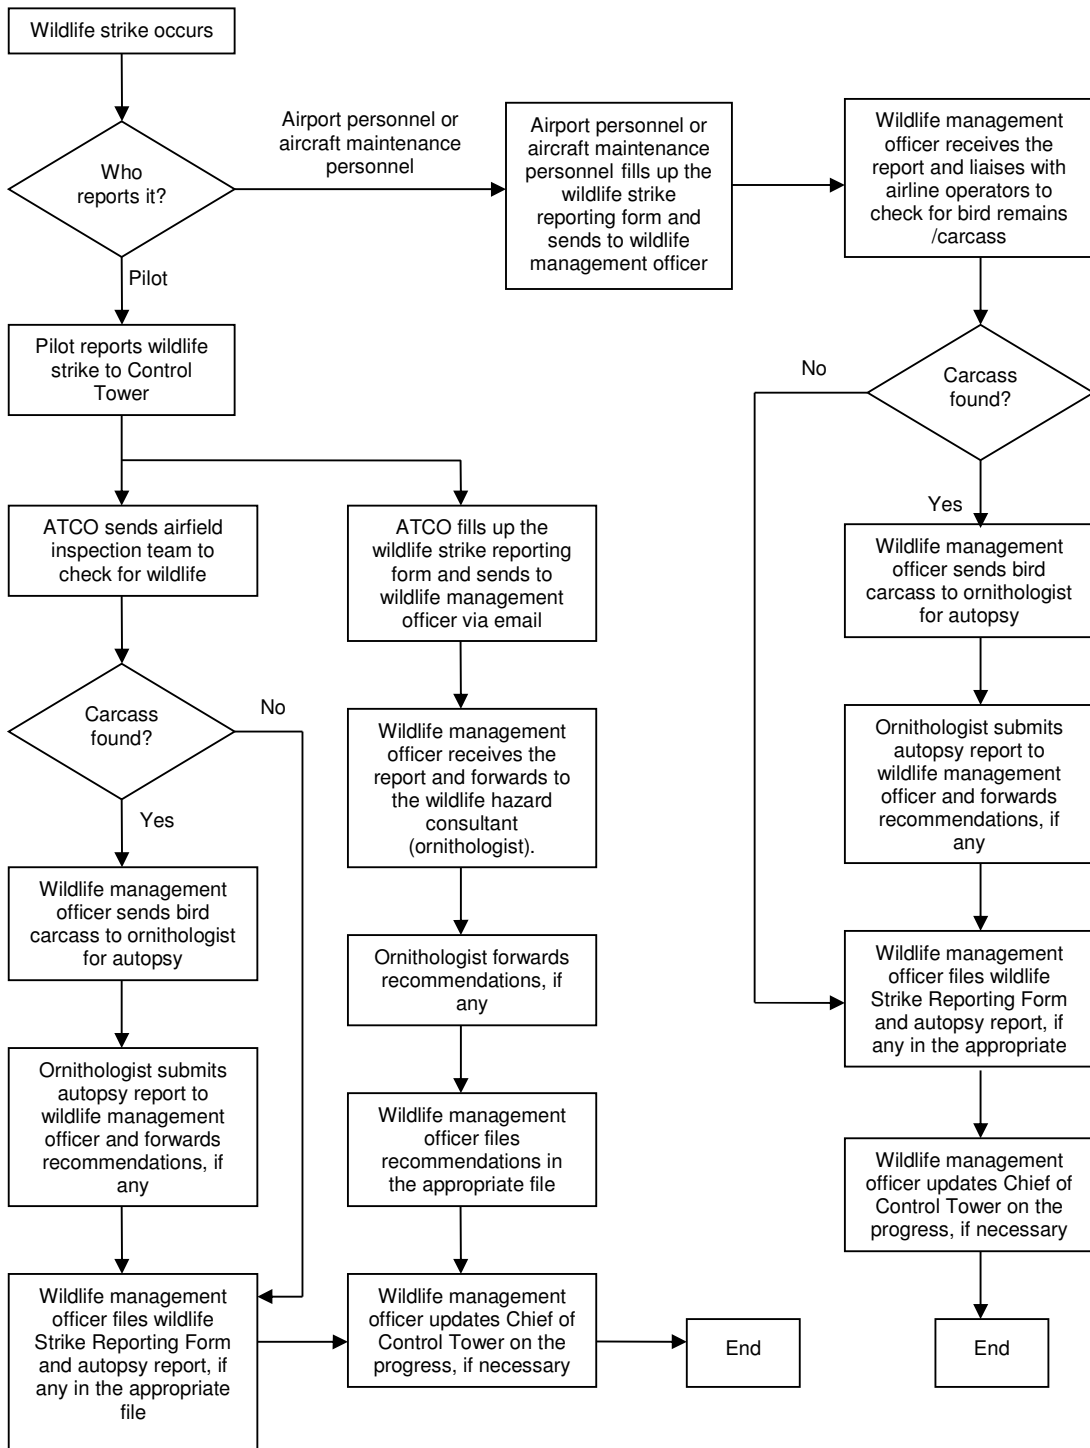 Wildlife strike occurs
Who
reports it?
Airport personnel or
aircraft maintenance
personnel
Airport personnel or
aircraft maintenance
personnel fills up the
wildlife strike
reporting form and
sends to wildlife
management officer
Wildlife management
officer receives the
report and liaises with
airline operators to
check for bird remains
/carcass
Pilot
Pilot reports wildlife
strike to Control
Tower
No
Carcass
found?
Yes
ATCO sends airfield
inspection team to
check for wildlife
ATCO fills up the
wildlife strike reporting
form and sends to
wildlife management
officer via email
Wildlife management
officer sends bird
carcass to ornithologist
for autopsy
Carcass
found?
No
Yes
Wildlife management
officer receives the
report and forwards to
the wildlife hazard
consultant
(ornithologist).
Ornithologist submits
autopsy report to
wildlife management
officer and forwards
recommendations, if
any
Wildlife management
officer sends bird
carcass to ornithologist
for autopsy
Ornithologist forwards
recommendations, if
any
Wildlife management
officer files wildlife
Strike Reporting Form
and autopsy report, if
any in the appropriate
Ornithologist submits
autopsy report to
wildlife management
officer and forwards
recommendations, if
any
Wildlife management
officer files
recommendations in
the appropriate file
Wildlife management
officer updates Chief of
Control Tower on the
progress, if necessary
Wildlife management
officer files wildlife
Strike Reporting Form
and autopsy report, if
any in the appropriate
file
Wildlife management
officer updates Chief of
Control Tower on the
progress, if necessary
End
End